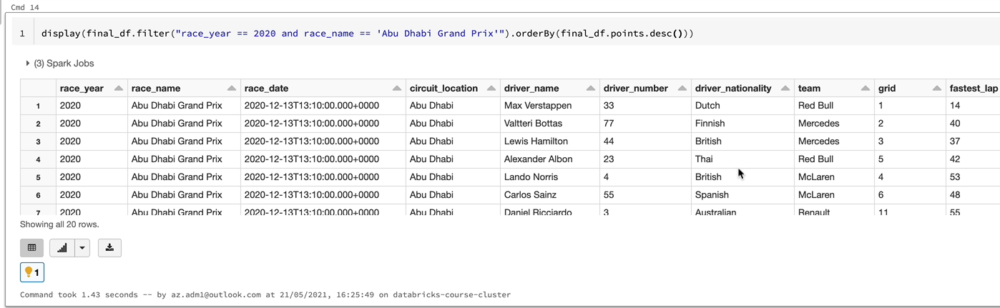 Cmd 14
1 display(final_df.filter("race_year == 2020 and race_name == 'Abu Dhabi Grand Prix'").orderBy(final_df.points.desc()))
(3) Spark Jobs
race_year race_name race_date circuit_location driver_name driver_number driver_nationality team grid fastest_lap
1 2020 Abu Dhabi Grand Prix 2020-12-13T13:10:00.000+0000 Abu Dhabi Max Verstappen 33 Dutch Red Bull 1 14
2 2020 Abu Dhabi Grand Prix 2020-12-13T13:10:00.000+0000 Abu Dhabi Valtteri Bottas 77 Finnish Mercedes 2 40
3 2020 Abu Dhabi Grand Prix 2020-12-13T13:10:00.000+0000 Abu Dhabi Lewis Hamilton 44 British Mercedes 3 37
4 2020 Abu Dhabi Grand Prix 2020-12-13T13:10:00.000+0000 Abu Dhabi Alexander Albon 23 Thai Red Bull 5 42
5 2020 Abu Dhabi Grand Prix 2020-12-13T13:10:00.000+0000 Abu Dhabi Lando Norris 4 British McLaren 4 53
6 2020 Abu Dhabi Grand Prix 2020-12-13T13:10:00.000+0000 Abu Dhabi Carlos Sainz 55 Spanish McLaren 6 48
7 2020 Abu Dhabi Grand Prix 2020-12-13T13:10:00.000+0000 Abu Dhabi Daniel Ricciardo 3 Australian Renault 11 55
Showing all 20 rows.
1
Command took 1.43 seconds -- by az.adm1@outlook.com at 21/05/2021, 16:25:49 on databricks-course-cluster